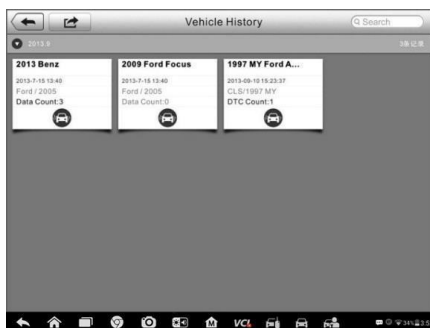 Vehicle History
Search
2013 9
3条记录
2013 Benz
2013-7-15 13:40
Ford / 2005
Data Count:3
2009 Ford Focus
2013-7-15 13:40
Ford / 2005
Data Count:0
1997 MY Ford A...
2013-09-10 15:23:37
CLS/1997 MY
DTC Count:1
VCI
34%